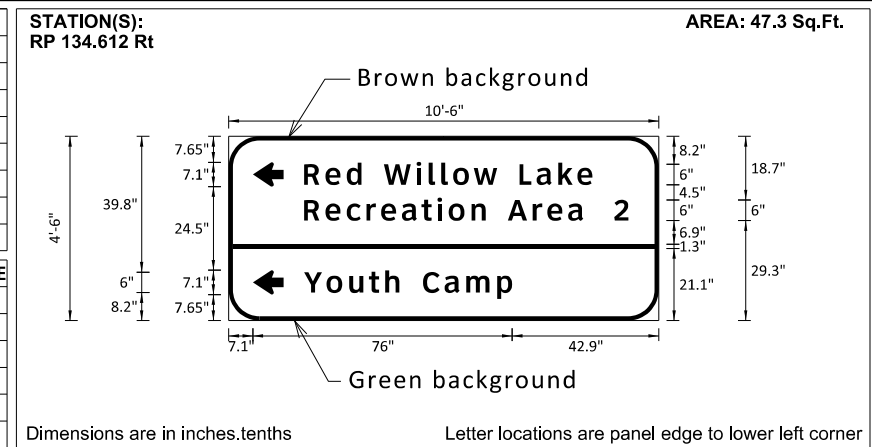 STATION(S):
RP 134.612 Rt
AREA: 47.3 Sq.Ft.
Brown background
10'-6"
7.65"
7.1"
24.5"
7.1"
7.65"
39.8"
6"
8.2"
4'-6"
Red Willow Lake
Recreation Area 2
Youth Camp
8.2"
6"
4.5"
6"
6.9"
1.3"
21.1"
18.7"
6"
29.3"
7.1" 76" 42.9"
Green background
Dimensions are in inches.tenths
Letter locations are panel edge to lower left corner
E